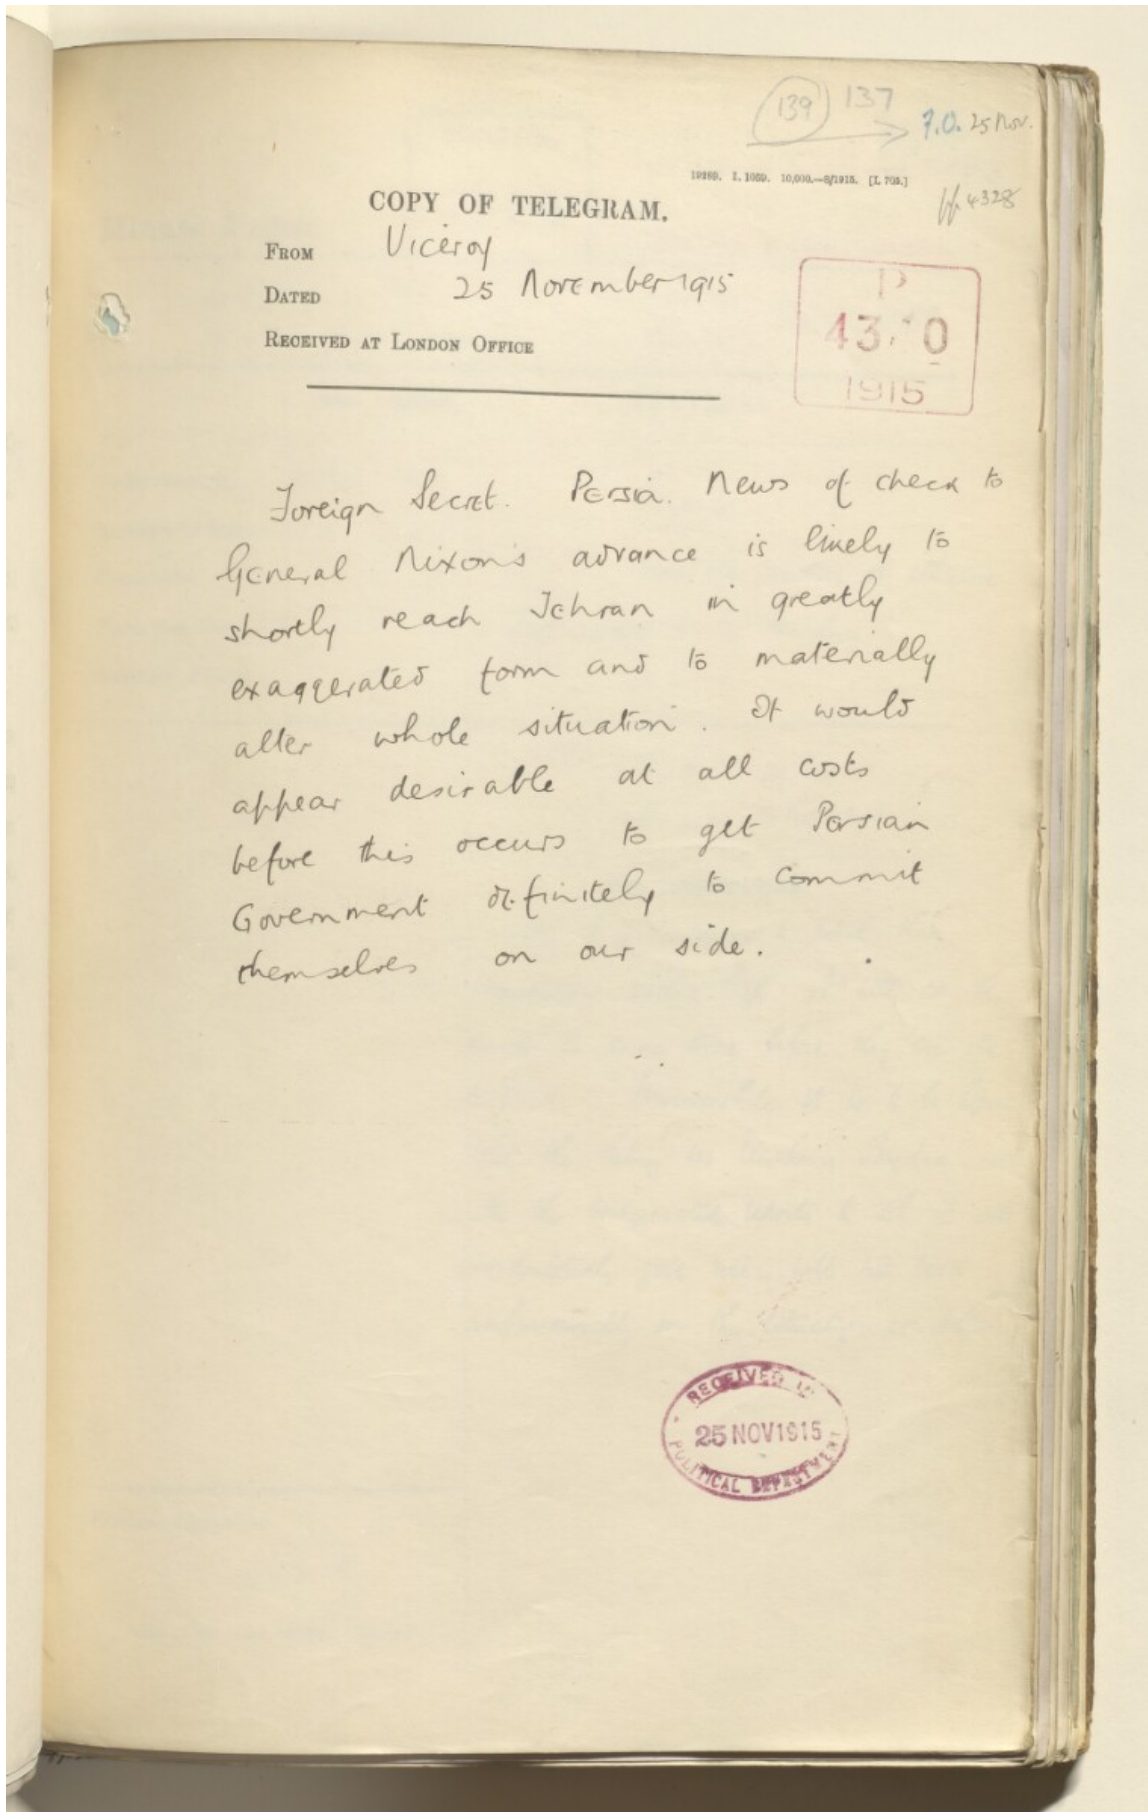 139 137
F.O. 25 Nov.
19289. I. 1059. 10,000.—8/1915. [I. 705.]
4328
COPY OF TELEGRAM.
FROM Viceroy
DATED 25 November 1915
RECEIVED AT LONDON OFFICE
P
1915
Foreign Secret. Persia. News of check to
General Nixon's advance is likely to
shortly reach Tehran in greatly
exaggerated form and to materially
alter whole situation. It would
appear desirable at all costs
before this occurs to get Persian
Government definitely to commit
themselves on our side.
RECEIVED IN
25 NOV 1915
POLITICAL DEPARTMENT